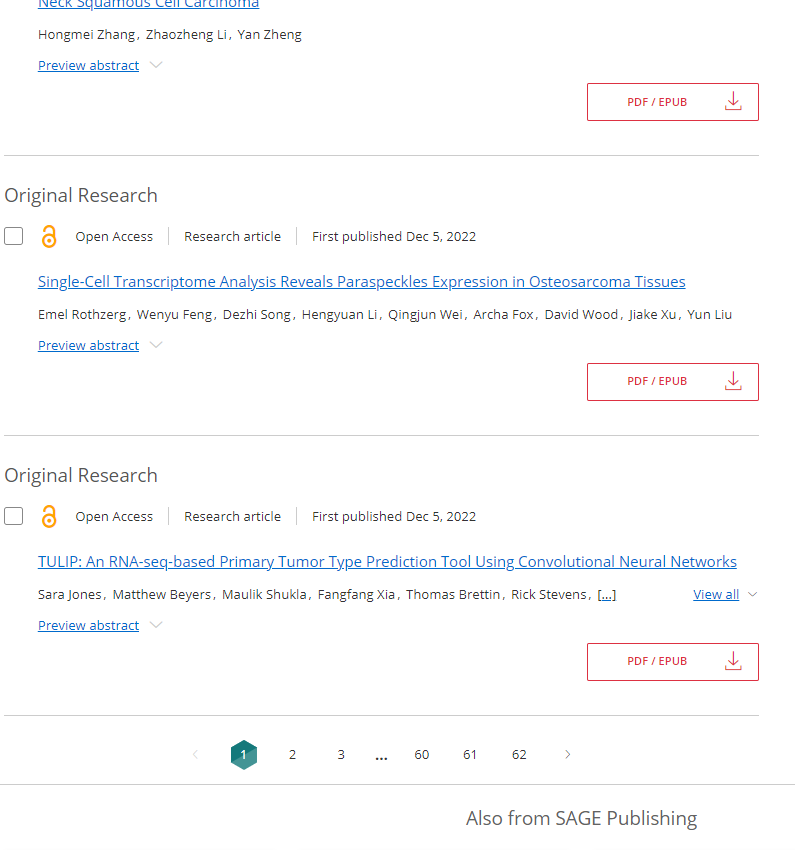 Neck Squamous Cell Carcinoma
Hongmei Zhang, Zhaozheng Li, Yan Zheng
Preview abstract
PDF / EPUB
Original Research
Open Access | Research article | First published Dec 5, 2022
Single-Cell Transcriptome Analysis Reveals Paraspeckles Expression in Osteosarcoma Tissues
Emel Rothzerg, Wenyu Feng, Dezhi Song, Hengyuan Li, Qingjun Wei, Archa Fox, David Wood, Jiake Xu, Yun Liu
Preview abstract
PDF / EPUB
Original Research
Open Access | Research article | First published Dec 5, 2022
TULIP: An RNA-seq-based Primary Tumor Type Prediction Tool Using Convolutional Neural Networks
Sara Jones, Matthew Beyers, Maulik Shukla, Fangfang Xia, Thomas Brettin, Rick Stevens, [...] View all
Preview abstract
PDF / EPUB
1 2 3 ... 60 61 62
Also from SAGE Publishing